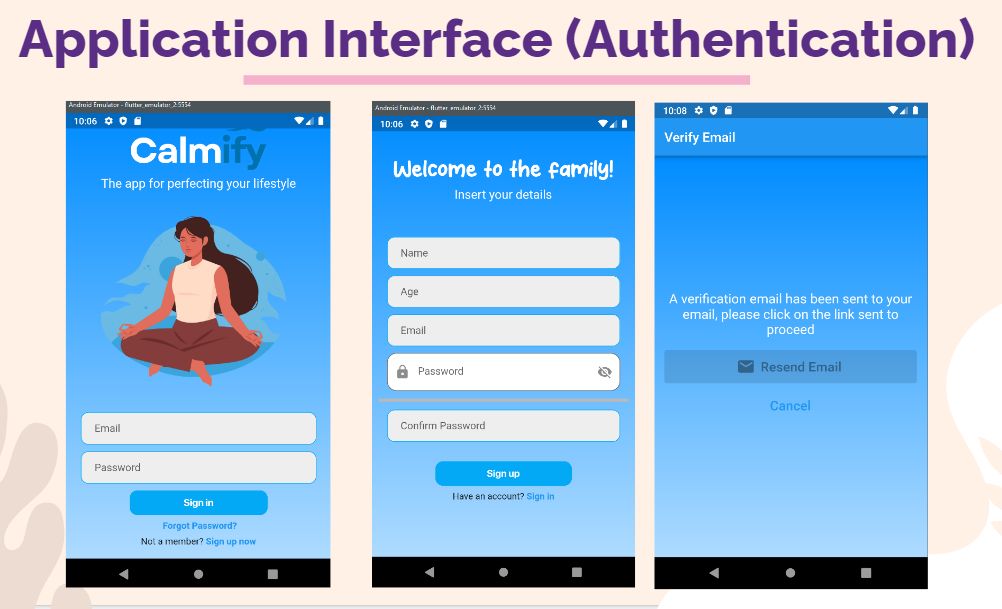 Application Interface (Authentication)
Android Emulator - flutter_emulator_2:5554
10:06
Calmify
The app for perfecting your lifestyle
Email
Password
Sign in
Forgot Password?
Not a member? Sign up now
Android Emulator - flutter_emulator_2:5554
10:06
Welcome to the family!
Insert your details
Name
Age
Email
Password
Confirm Password
Sign up
Have an account? Sign in
10:08
Verify Email
A verification email has been sent to your
email, please click on the link sent to
proceed
Resend Email
Cancel